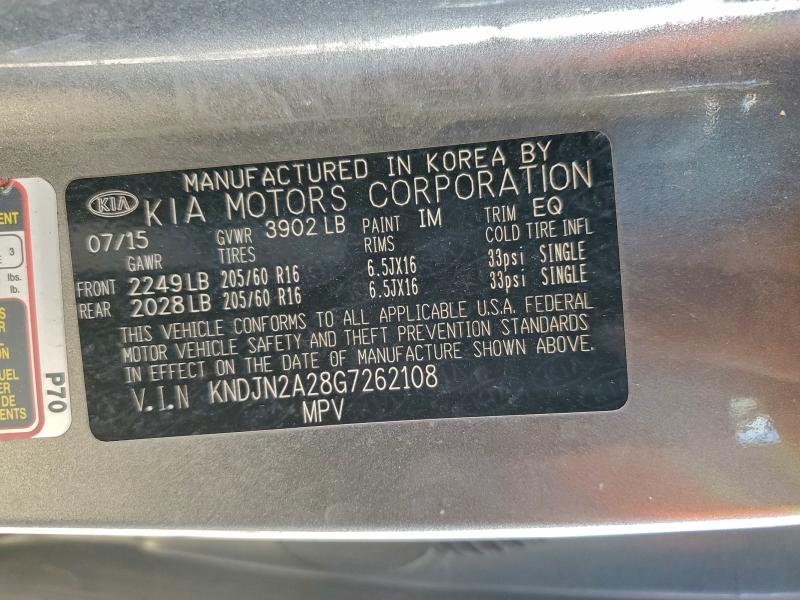 MANUFACTURED IN KOREA BY
KIA KIA MOTORS CORPORATION
07/15 GVWR 3902 LB PAINT IM TRIM EQ
GAWR TIRES RIMS COLD TIRE INFL
FRONT 2249 LB 205/60 R16 6.5JX16 33psi SINGLE
REAR 2028 LB 205/60 R16 6.5JX16 33psi SINGLE
THIS VEHICLE CONFORMS TO ALL APPLICABLE U.S.A. FEDERAL
MOTOR VEHICLE SAFETY AND THEFT PREVENTION STANDARDS
IN EFFECT ON THE DATE OF MANUFACTURE SHOWN ABOVE.
V.I.N KNDJN2A28G7262108
MPV
3
lbs.
lb.
P70